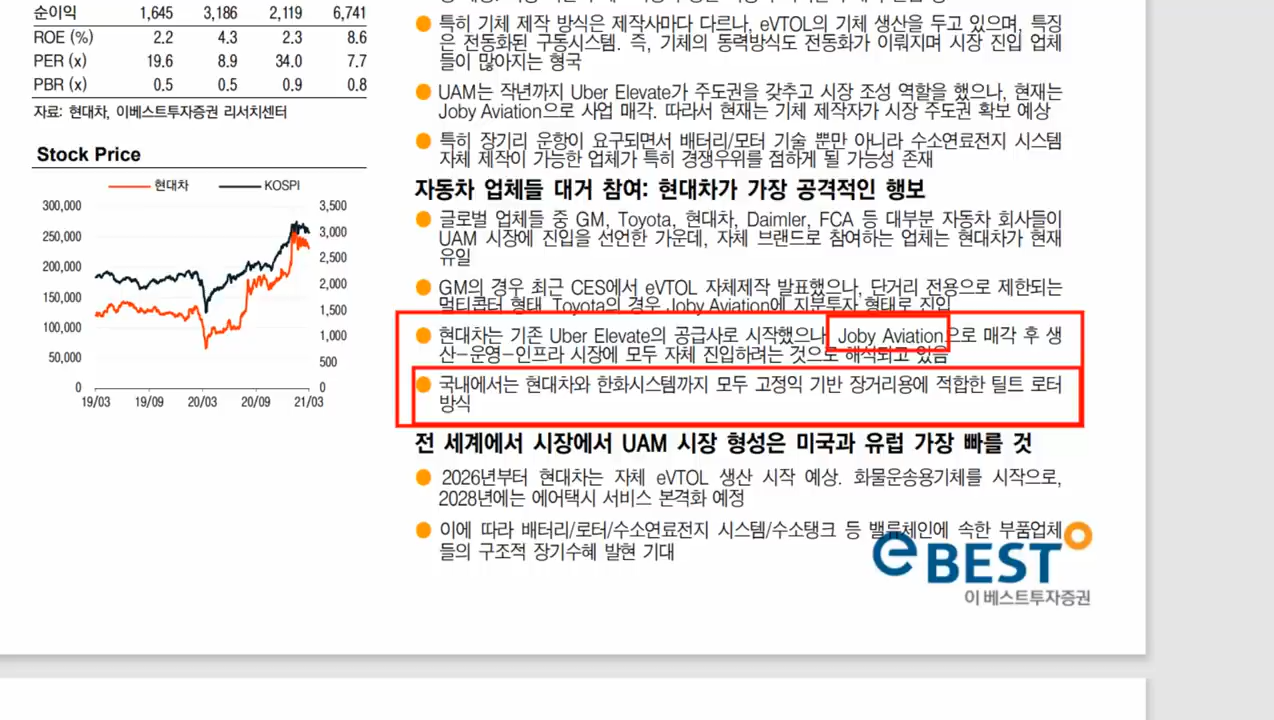 순이익 1,645 3,186 2,119 6,741
ROE (%) 2.2 4.3 2.3 8.6
PER (x) 19.6 8.9 34.0 7.7
PBR (x) 0.5 0.5 0.9 0.8
자료: 현대차, 이베스트투자증권 리서치센터
Stock Price
현대차 KOSPI
300,000 3,500
250,000 3,000
200,000 2,500
150,000 2,000
100,000 1,500
50,000 1,000
0 500
0
19/03 19/09 20/03 20/09 21/03
특히 기체 제작 방식은 제작사마다 다르나, eVTOL의 기체 생산을 두고 있으며, 특징
은 전동화된 구동시스템. 즉, 기체의 동력방식도 전동화가 이뤄지며 시장 진입 업체
들이 많아지는 형국
UAM는 작년까지 Uber Elevate가 주도권을 갖추고 시장 조성 역할을 했으나, 현재는
Joby Aviation으로 사업 매각. 따라서 현재는 기체 제작자가 시장 주도권 확보 예상
특히 장기리 운항이 요구되면서 배터리/모터 기술 뿐만 아니라 수소연료전지 시스템
자체 제작이 가능한 업체가 특히 경쟁우위를 점하게 될 가능성 존재
자동차 업체들 대거 참여: 현대차가 가장 공격적인 행보
글로벌 업체들 중 GM, Toyota, 현대차, Daimler, FCA 등 대부분 자동차 회사들이
UAM 시장에 진입을 선언한 가운데, 자체 브랜드로 참여하는 업체는 현대차가 현재
유일
GM의 경우 최근 CES에서 eVTOL 자체제작 발표했으나, 단거리 전용으로 제한되는
멀티콥터 형태. Toyota의 경우 Joby Aviation에 지분투자 형태로 진입
현대차는 기존 Uber Elevate의 공급사로 시작했으나 Joby Aviation으로 매각 후 생
산-운영-인프라 시장에 모두 자체 진입하려는 것으로 해석되고 있음
국내에서는 현대차와 한화시스템까지 모두 고정익 기반 장거리용에 적합한 틸트 로터
방식
전 세계에서 시장에서 UAM 시장 형성은 미국과 유럽 가장 빠를 것
2026년부터 현대차는 자체 eVTOL 생산 시작 예상. 화물운송용기체를 시작으로,
2028년에는 에어택시 서비스 본격화 예정
이에 따라 배터리/로터/수소연료전지 시스템/수소탱크 등 밸류체인에 속한 부품업체
들의 구조적 장기수혜 발현 기대
eBEST
이베스트투자증권